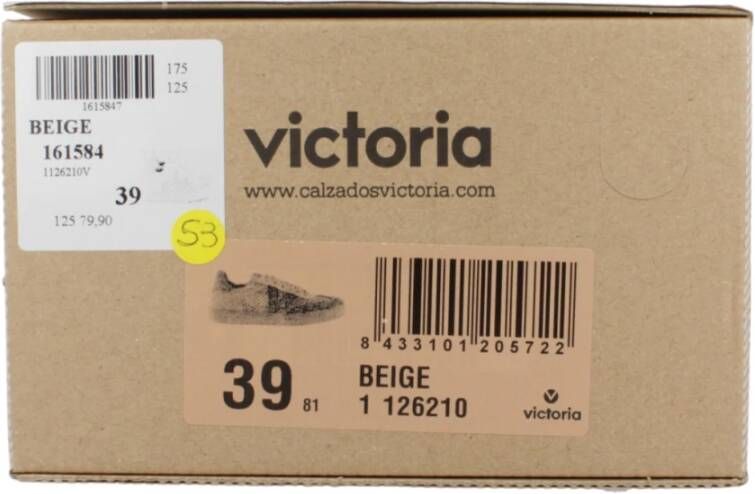 175
125
1615847
BEIGE
161584
1126210V
39
125 79,90
53
victoria
www.calzadosvictoria.com
8 433101 205722
39 81
BEIGE
1 126210
victoria